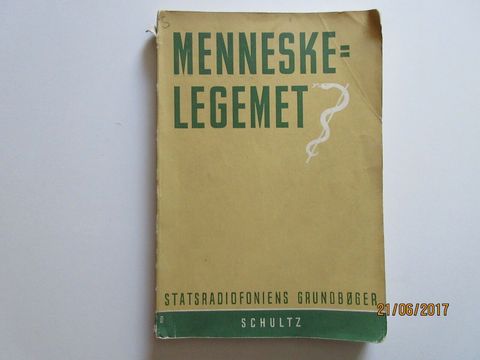 MENNESKE=
LEGEMET
STATSRADIOFONIENS GRUNDBØGER
SCHULTZ
21/06/2017